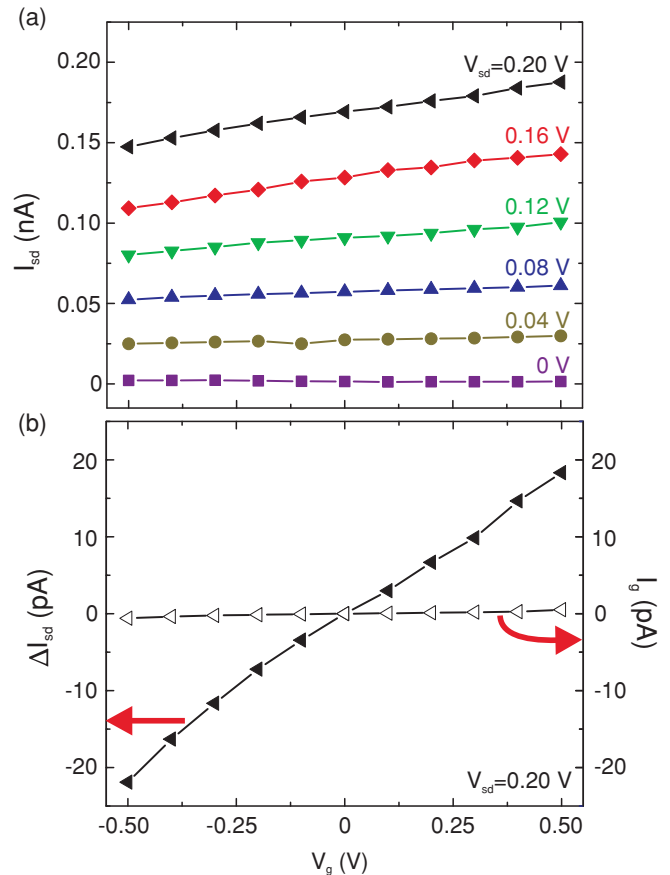 (a)
0.20
0.15
0.10
0.05
0
I_sd (nA)
V_sd=0.20 V
0.16 V
0.12 V
0.08 V
0.04 V
0 V
(b)
20
10
0
-10
-20
ΔI_sd (pA)
20
10
0
-10
-20
I_g (pA)
V_sd=0.20 V
-0.50 -0.25 0 0.25 0.50
V_g (V)